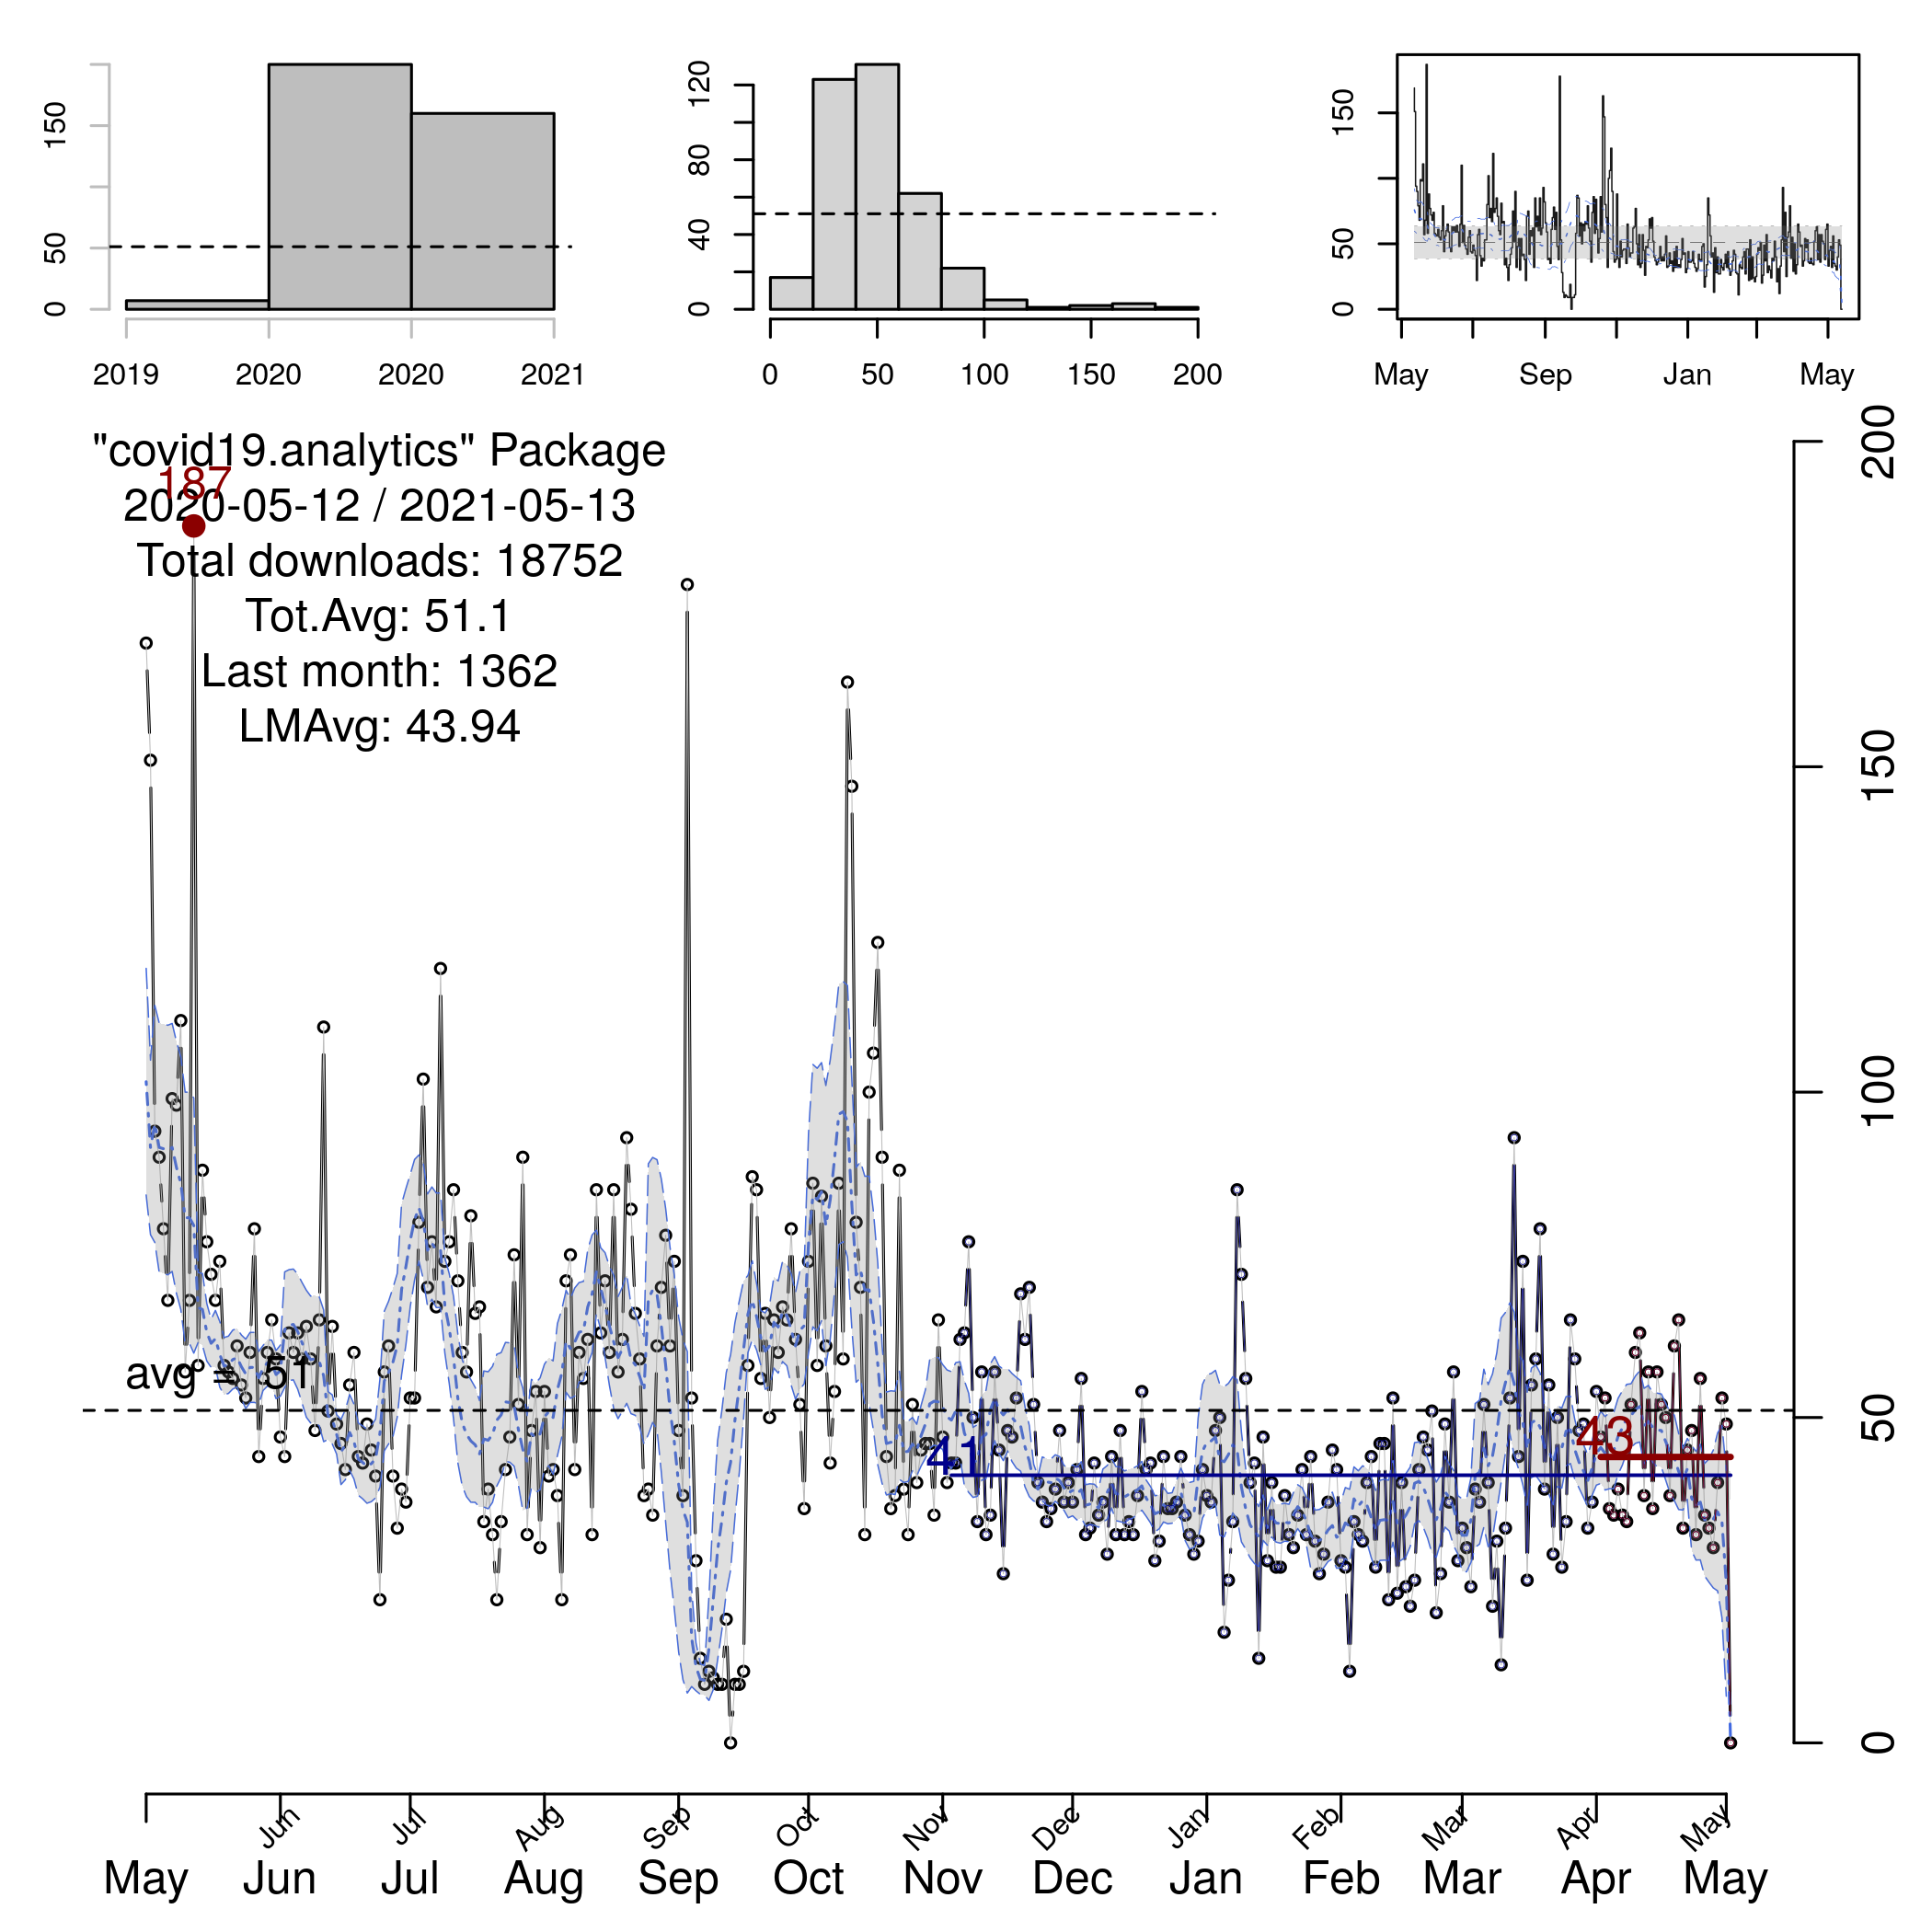 0 50 150
2019 2020 2020 2021
0 40 80 120
0 50 100 150 200
0 50 150
May Sep Jan May
"covid19.analytics" Package
187
2020-05-12 / 2021-05-13
Total downloads: 18752
Tot.Avg: 51.1
Last month: 1362
LMAvg: 43.94
avg = 51
41
43
0 50 100 150 200
Jun Jul Aug Sep Oct Nov Dec Jan Feb Mar Apr May
May Jun Jul Aug Sep Oct Nov Dec Jan Feb Mar Apr May